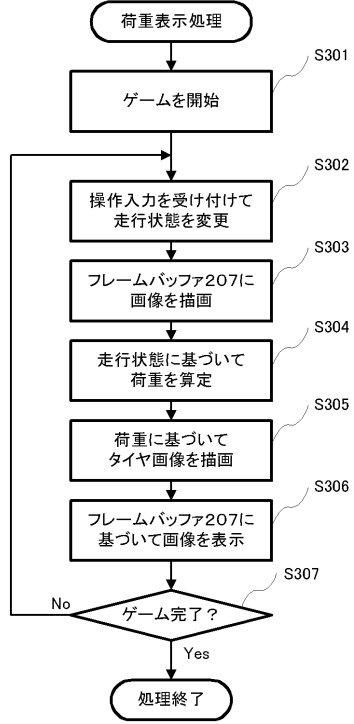 荷重表示処理
S301
ゲームを開始
S302
操作入力を受け付けて
走行状態を変更
S303
フレームバッファ207に
画像を描画
S304
走行状態に基づいて
荷重を算定
S305
荷重に基づいて
タイヤ画像を描画
S306
フレームバッファ207に
基づいて画像を表示
S307
No
ゲーム完了？
Yes
処理終了